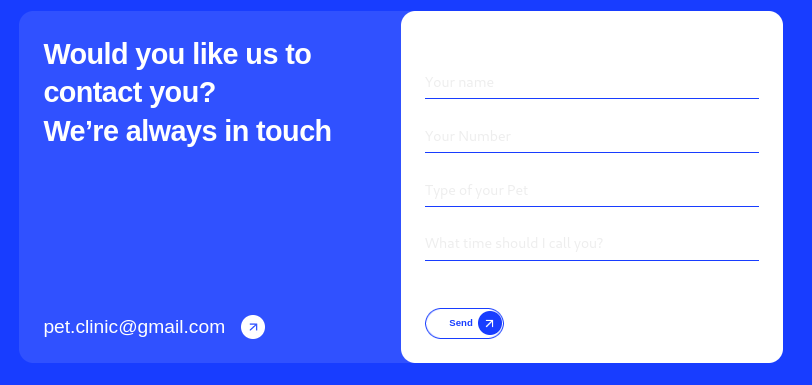 Would you like us to
contact you?
We’re always in touch
pet.clinic@gmail.com
Your name
Your Number
Type of your Pet
What time should I call you?
Send